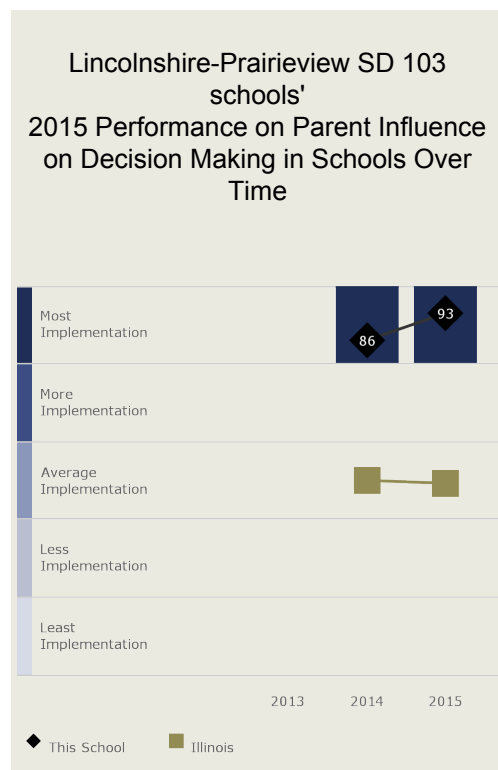 Lincolnshire-Prairieview SD 103
schools'
2015 Performance on Parent Influence
on Decision Making in Schools Over
Time
Most
Implementation
86
93
More
Implementation
Average
Implementation
Less
Implementation
Least
Implementation
2013 2014 2015
This School Illinois